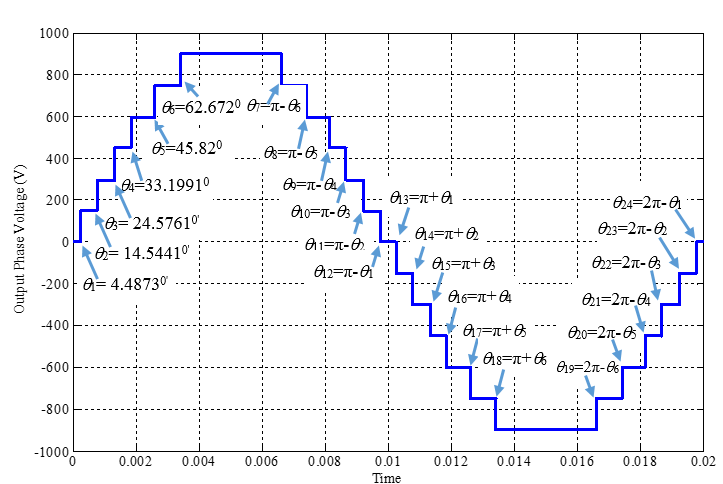 Output Phase Voltage (V)
1000
800
600
400
200
0
-200
-400
-600
-800
-1000
θ6=62.672⁰
θ7=π-θ6
θ5=45.82⁰
θ8=π-θ5
θ4=33.1991⁰
θ9=π-θ4
θ3= 24.5761⁰'
θ10=π-θ3
θ2= 14.5441⁰'
θ11=π-θ2
θ1= 4.4873⁰'
θ12=π-θ1
θ13=π+θ1
θ14=π+θ2
θ15=π+θ3
θ16=π+θ4
θ17=π+θ5
θ18=π+θ6
θ24=2π-θ1
θ23=2π-θ2
θ22=2π-θ3
θ21=2π-θ4
θ20=2π-θ5
θ19=2π-θ6
0 0.002 0.004 0.006 0.008 0.01 0.012 0.014 0.016 0.018 0.02
Time